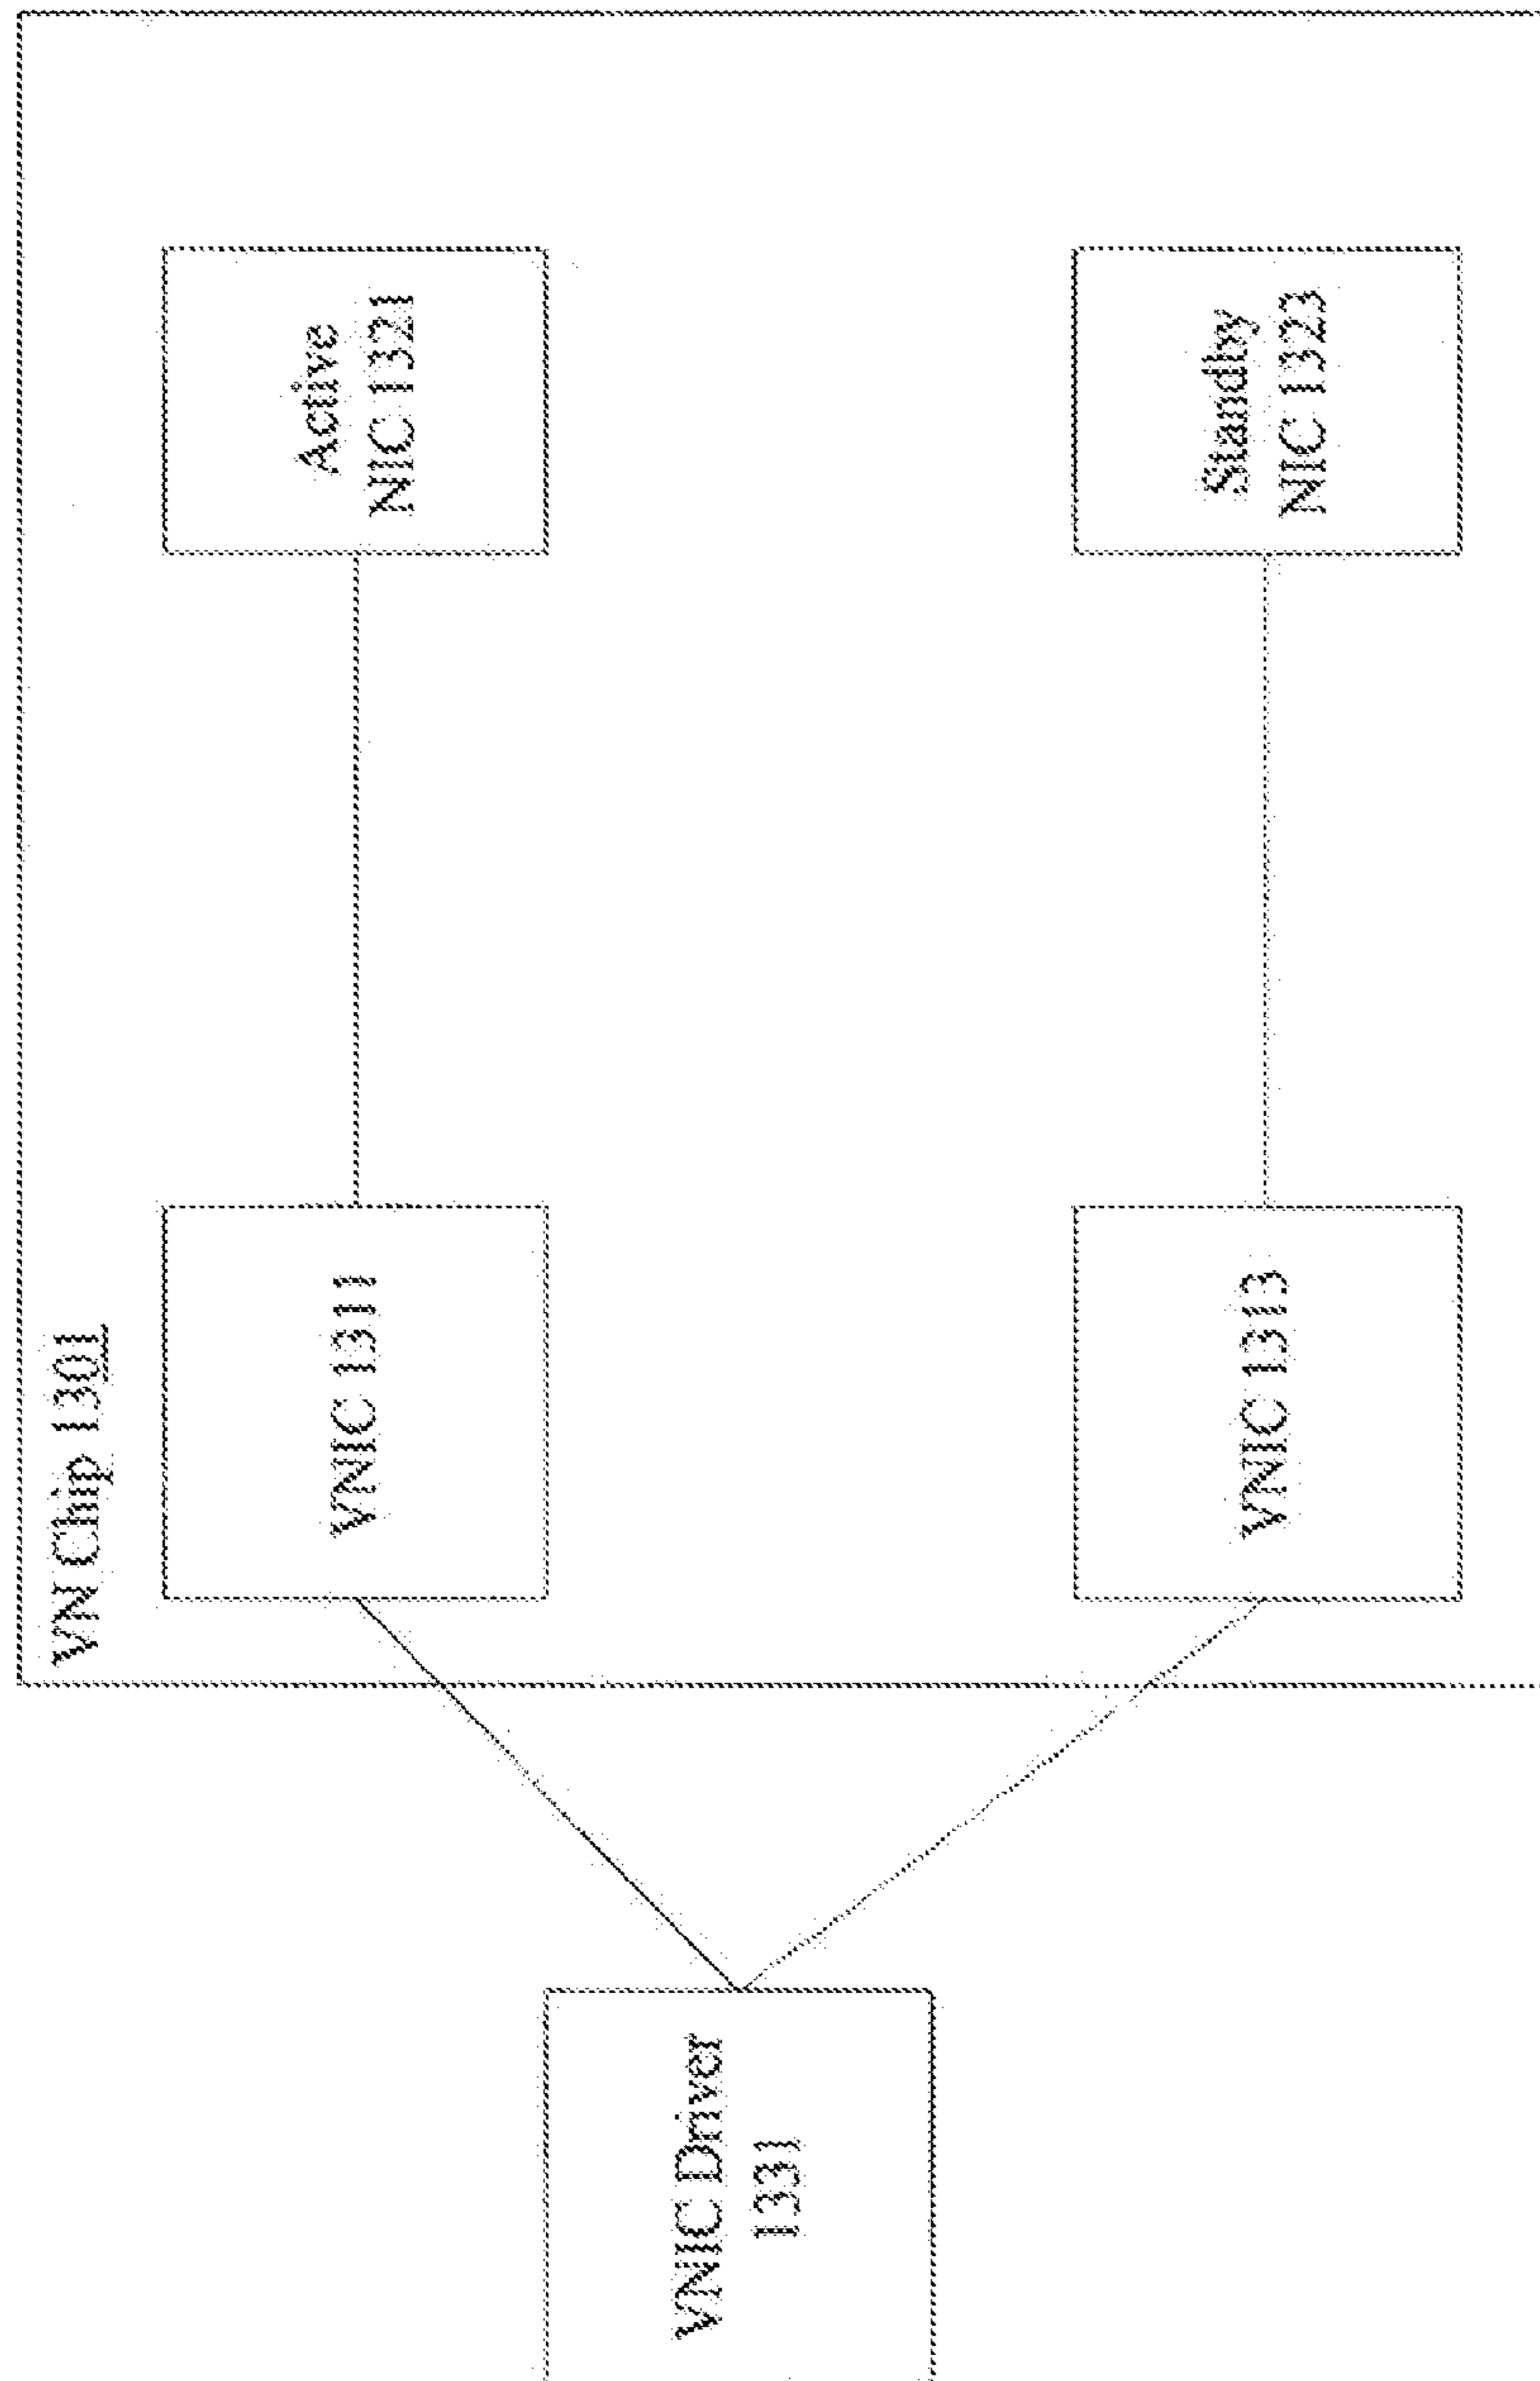 VN Chip 1301
VNIC Driver
1331
VNIC 1311
Active
NIC 1321
VNIC 1313
Standby
NIC 1323